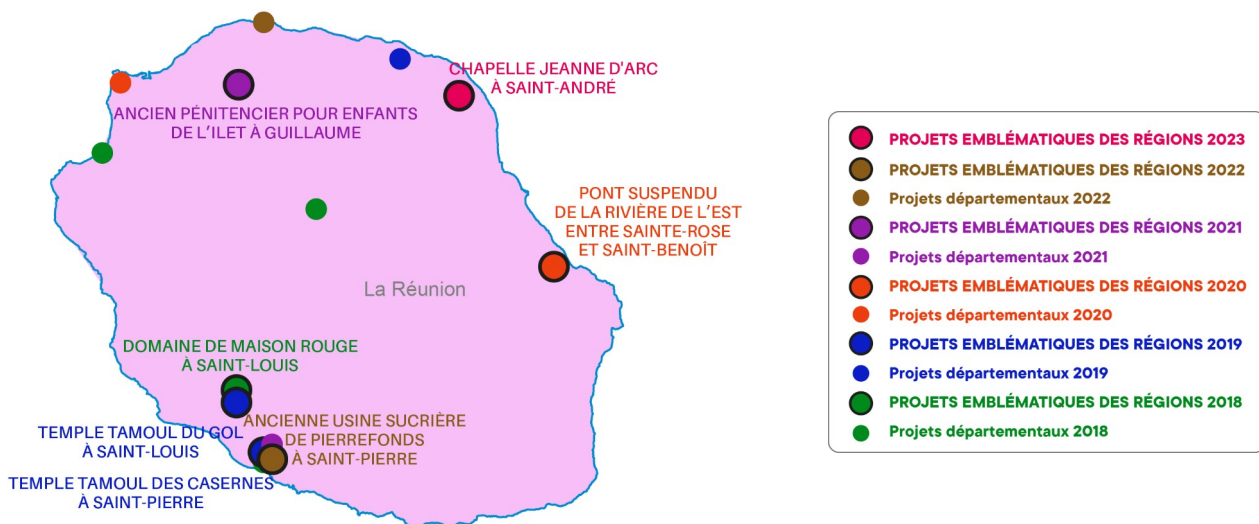 CHAPELLE JEANNE D'ARC
À SAINT-ANDRÉ
ANCIEN PÉNITENCIER POUR ENFANTS
DE L'ILET À GUILLAUME
PONT SUSPENDU
DE LA RIVIÈRE DE L'EST
ENTRE SAINTE-ROSE
ET SAINT-BENOÎT
La Réunion
DOMAINE DE MAISON ROUGE
À SAINT-LOUIS
ANCIENNE USINE SUCRIÈRE
DE PIERREFONDS
À SAINT-PIERRE
TEMPLE TAMOUL DU GOL
À SAINT-LOUIS
TEMPLE TAMOUL DES CASERNES
À SAINT-PIERRE
PROJETS EMBLÉMATIQUES DES RÉGIONS 2023
PROJETS EMBLÉMATIQUES DES RÉGIONS 2022
Projets départementaux 2022
PROJETS EMBLÉMATIQUES DES RÉGIONS 2021
Projets départementaux 2021
PROJETS EMBLÉMATIQUES DES RÉGIONS 2020
Projets départementaux 2020
PROJETS EMBLÉMATIQUES DES RÉGIONS 2019
Projets départementaux 2019
PROJETS EMBLÉMATIQUES DES RÉGIONS 2018
Projets départementaux 2018